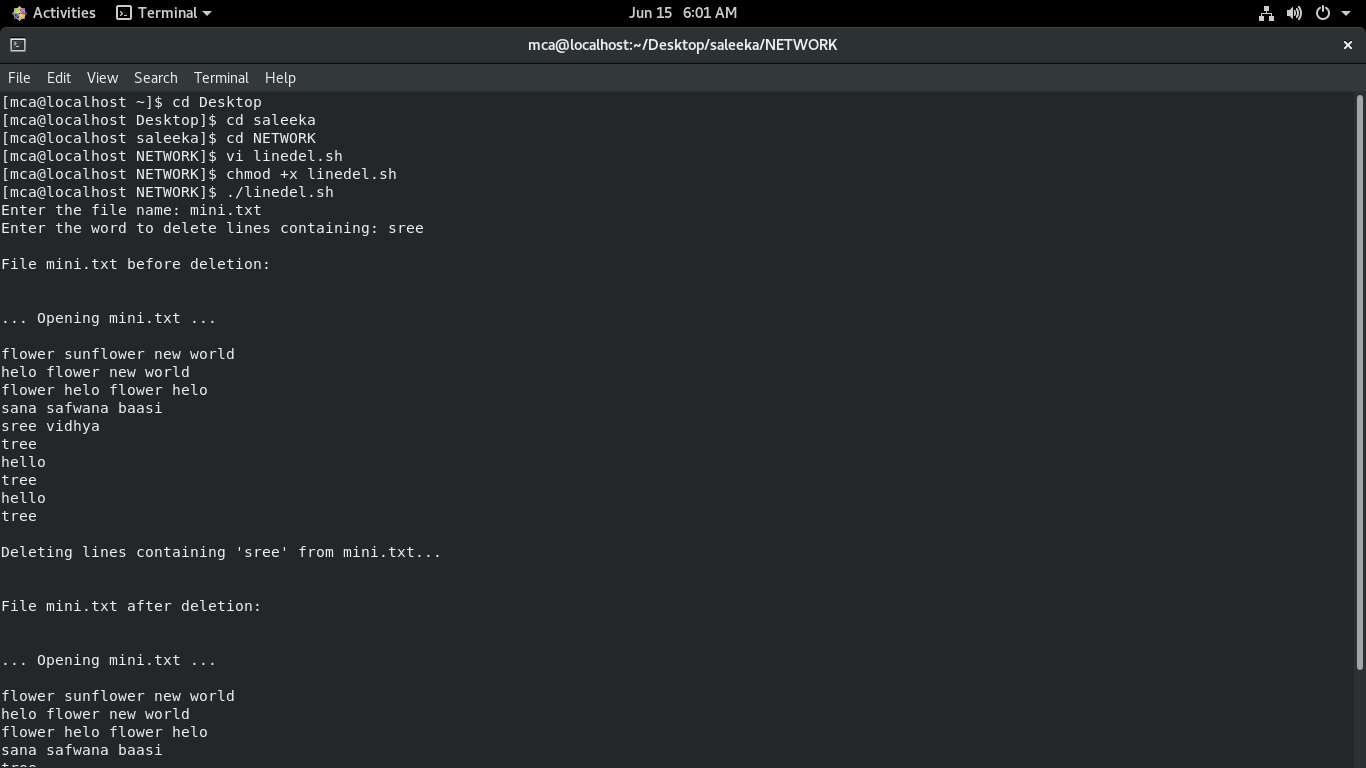 Activities Terminal Jun 15 6:01 AM
mca@localhost:~/Desktop/saleeka/NETWORK
File Edit View Search Terminal Help
[mca@localhost ~]$ cd Desktop
[mca@localhost Desktop]$ cd saleeka
[mca@localhost saleeka]$ cd NETWORK
[mca@localhost NETWORK]$ vi linedel.sh
[mca@localhost NETWORK]$ chmod +x linedel.sh
[mca@localhost NETWORK]$ ./linedel.sh
Enter the file name: mini.txt
Enter the word to delete lines containing: sree
File mini.txt before deletion:
... Opening mini.txt ...
flower sunflower new world
helo flower new world
flower helo flower helo
sana safwana baasi
sree vidhya
tree
hello
tree
hello
tree
Deleting lines containing 'sree' from mini.txt...
File mini.txt after deletion:
... Opening mini.txt ...
flower sunflower new world
helo flower new world
flower helo flower helo
sana safwana baasi